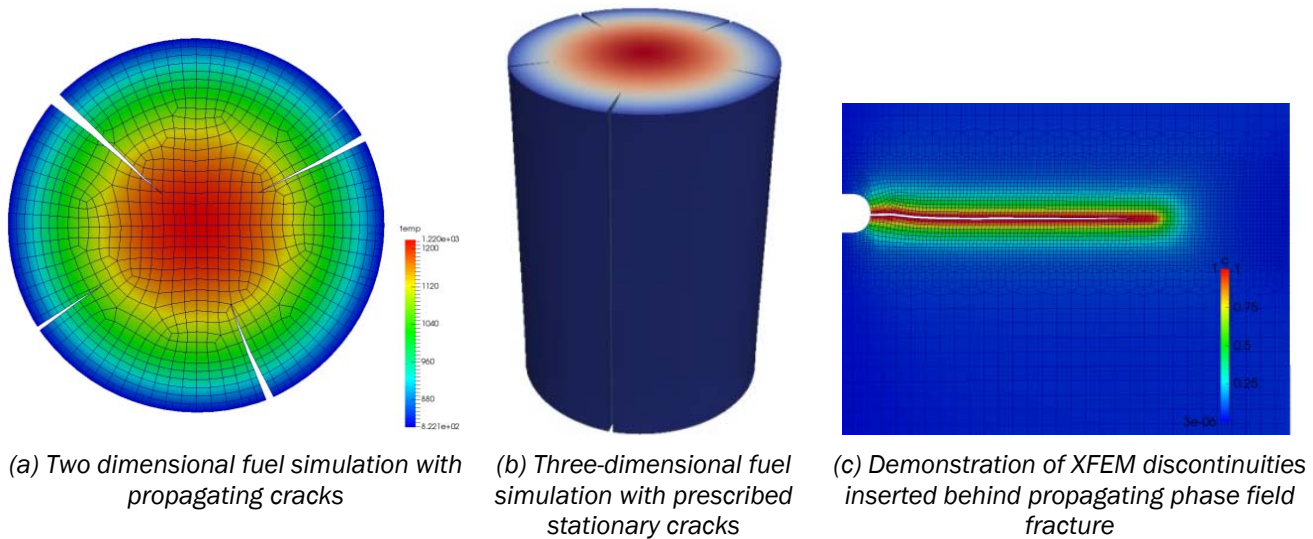 temp
1.220e+03
1200
1120
1040
960
880
8.221e+02
c
1
1
0.75
0.5
0.25
3e-06
(a) Two dimensional fuel simulation with
propagating cracks
(b) Three-dimensional fuel
simulation with prescribed
stationary cracks
(c) Demonstration of XFEM discontinuities
inserted behind propagating phase field
fracture